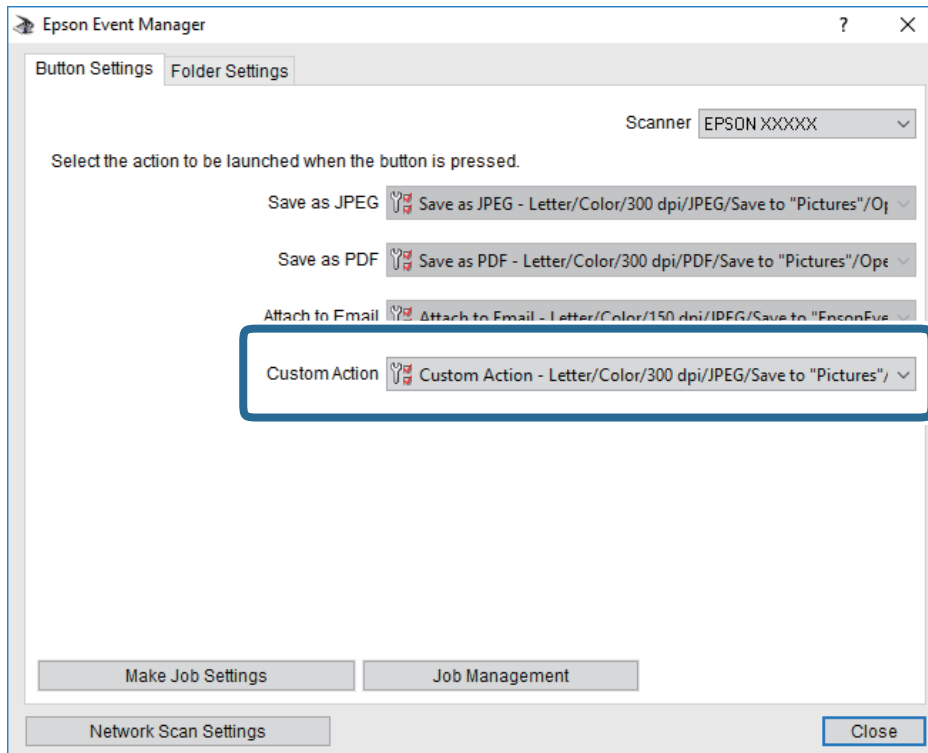 Epson Event Manager
Button Settings Folder Settings
Scanner EPSON XXXXX
Select the action to be launched when the button is pressed.
Save as JPEG Save as JPEG - Letter/Color/300 dpi/JPEG/Save to "Pictures"/O
Save as PDF Save as PDF - Letter/Color/300 dpi/PDF/Save to "Pictures"/Ope
Attach to Email Attach to Email - Letter/Color/150 dpi/JPEG/Save to "EpsonEve
Custom Action Custom Action - Letter/Color/300 dpi/JPEG/Save to "Pictures"/
Make Job Settings Job Management
Network Scan Settings Close